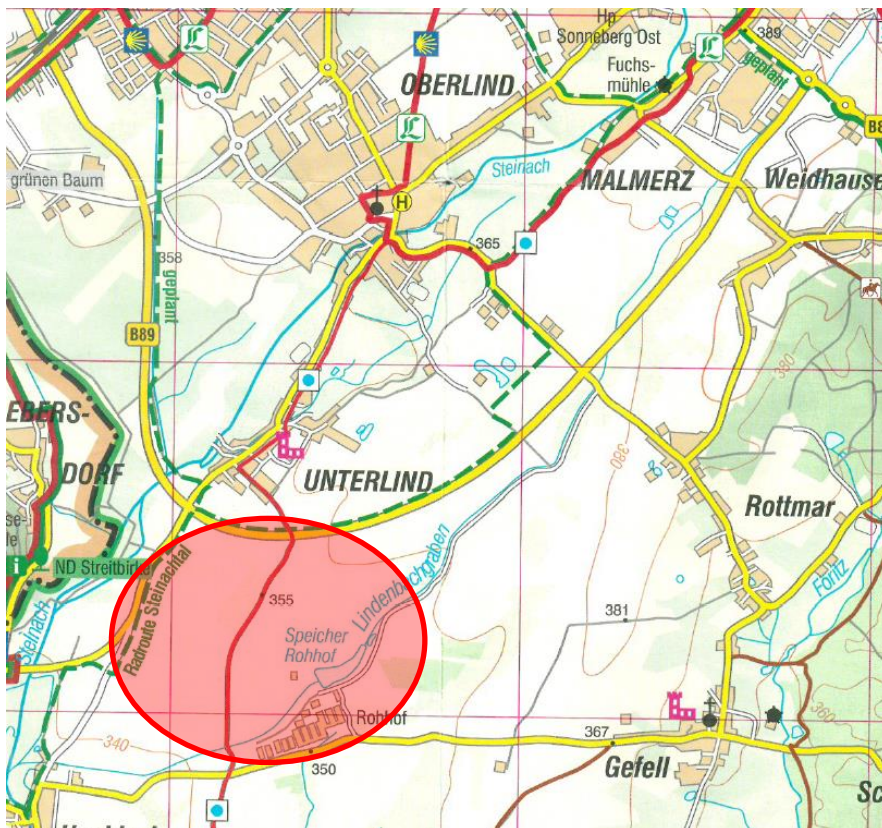 389
Hp
Sonneberg Ost
Fuchs-
mühle
geplant
OBERLIND
L
L
L
B8
Steinach
grünen Baum
MALMERZ
Weidhause
H
365
358
geplant
B89
380
EBERS-
DORF
380
UNTERLIND
Rottmar
ND Streitbirke
i
Föritz
Lindenbachgraben
355
381
Radroute Steinachtal
Steinach
Speicher
Rohhof
Rohhof
360
340
367
350
Gefell
Sc